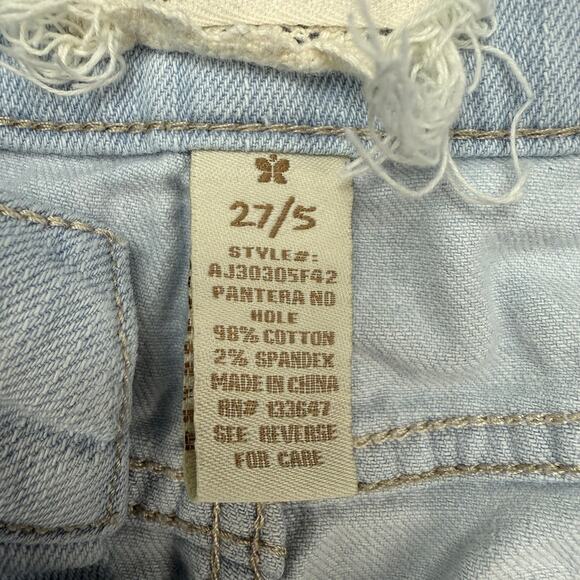 27/5
STYLE#:
AJ30305F42
PANTERA NO
HOLE
98% COTTON
2% SPANDEX
MADE IN CHINA
RN# 133647
SEE REVERSE
FOR CARE